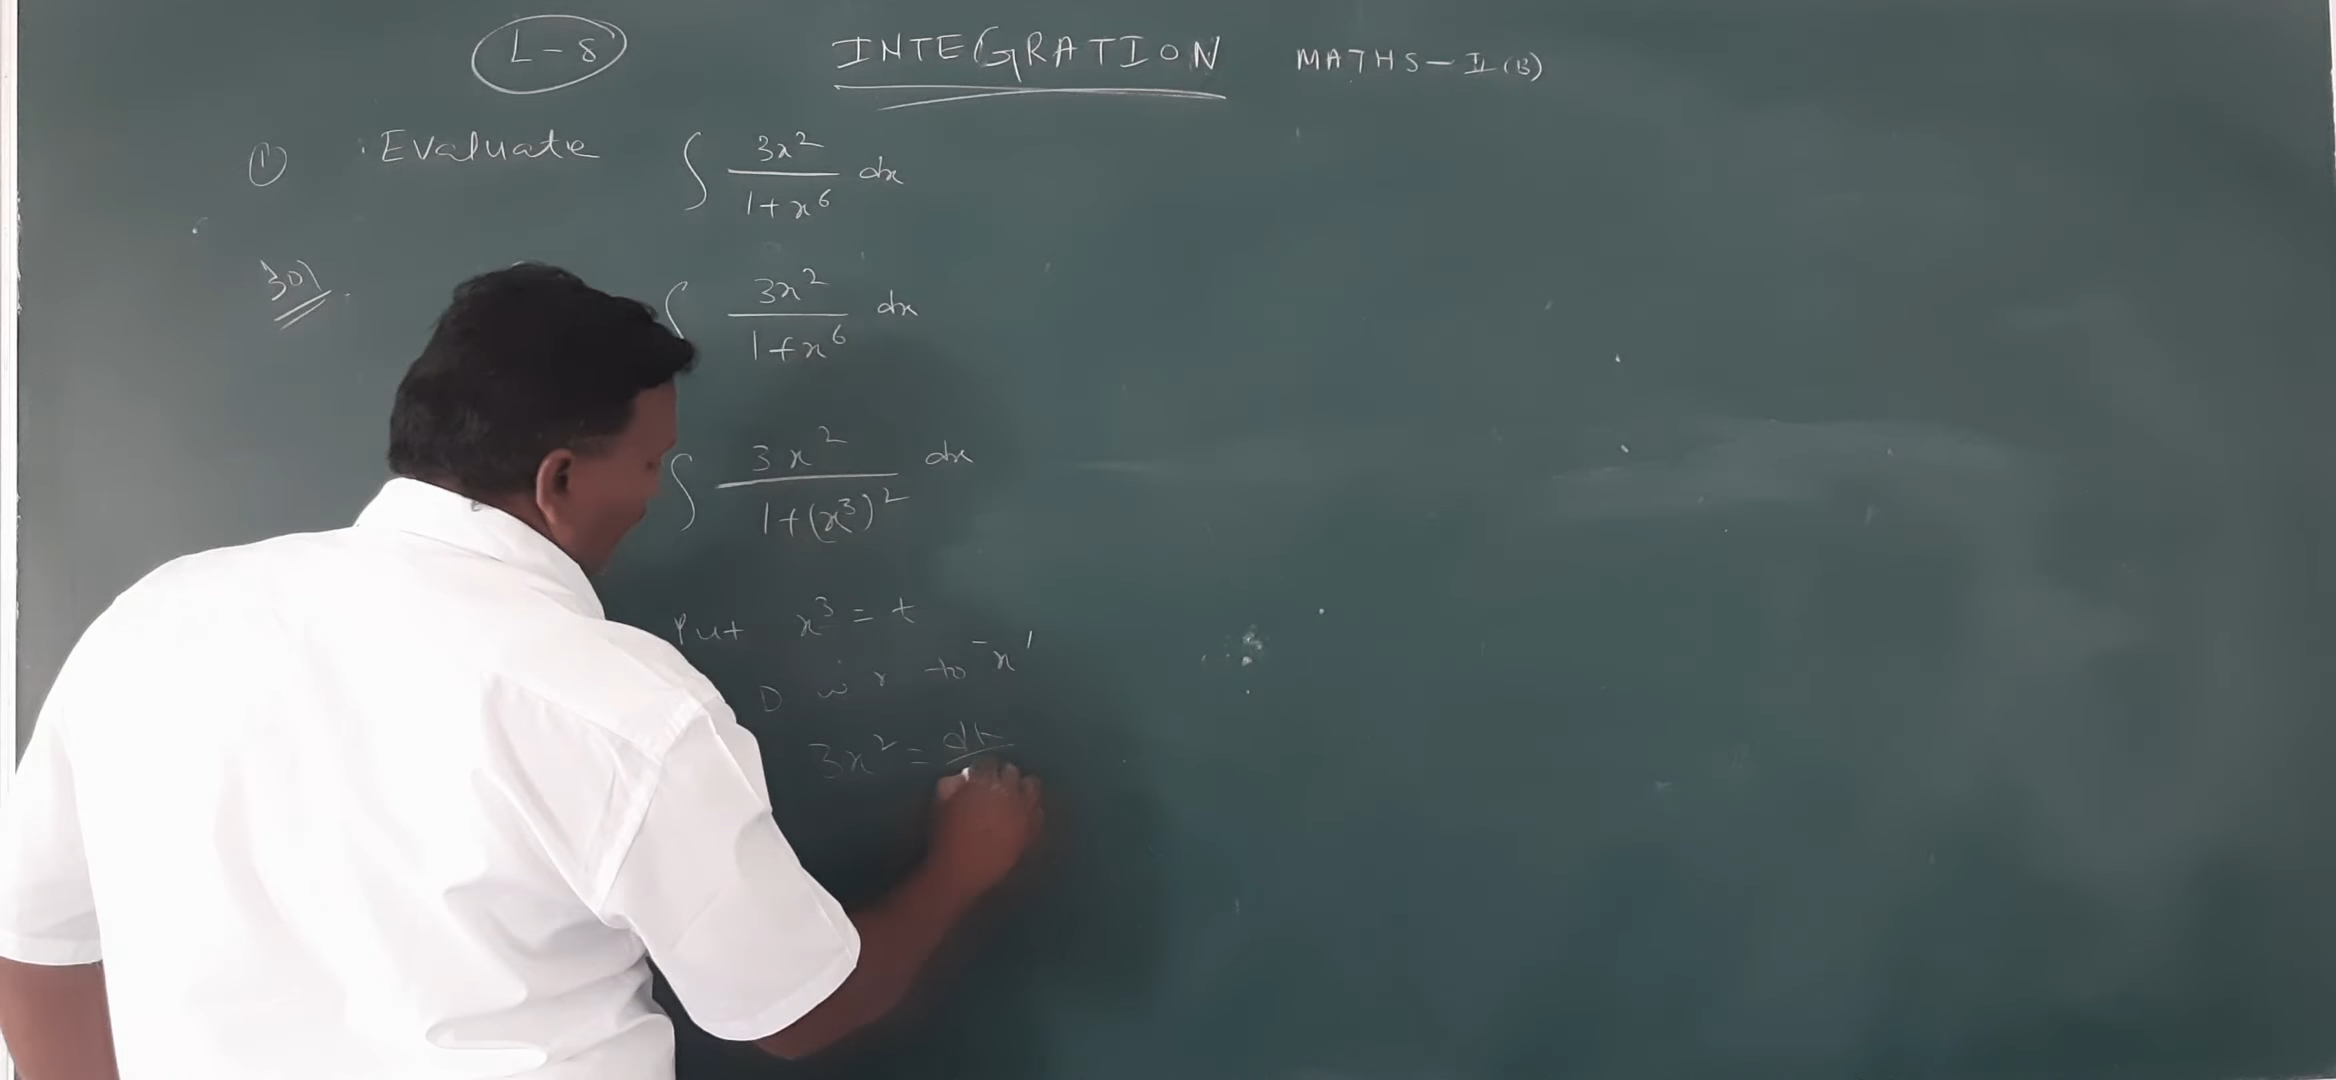 L-8 INTEGRATION MATHS-II(B)
① Evaluate ∫ 3x²/(1+x⁶) dx
Sol. ∫ 3x²/(1+x⁶) dx
∫ 3x²/(1+(x³)²) dx
Put x³ = t
D w r to 'x'
3x² = dt